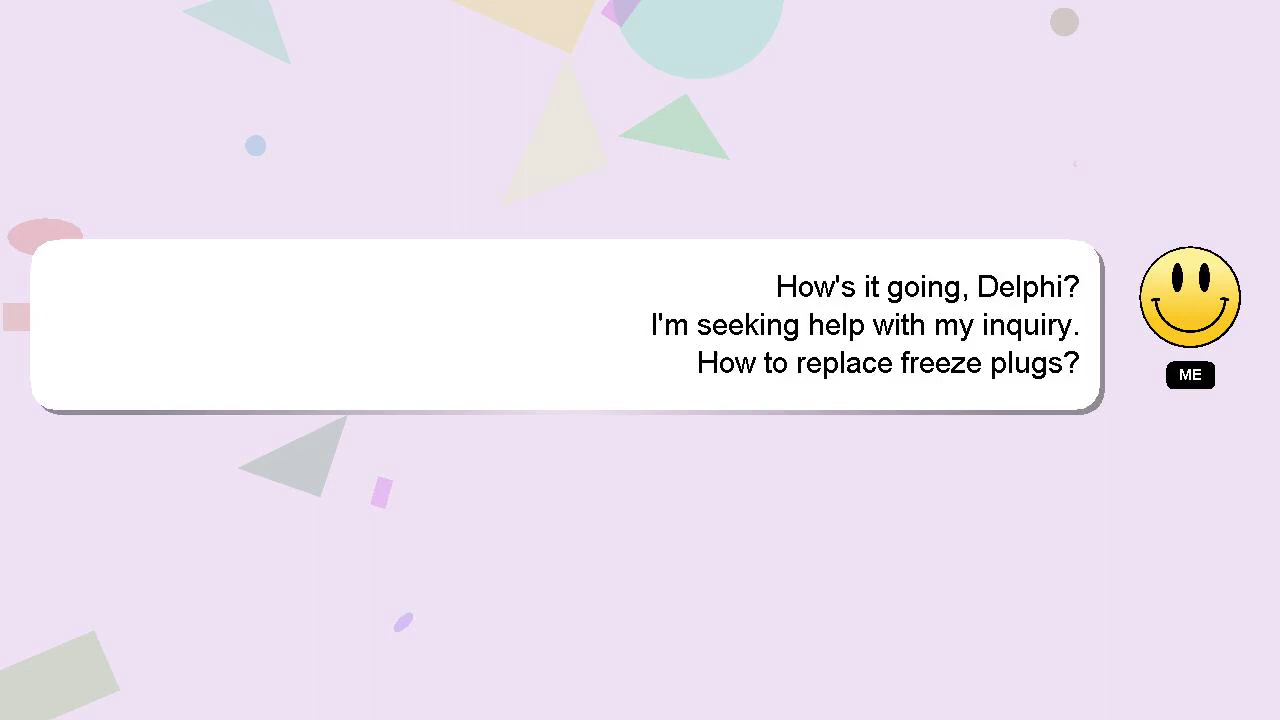 How's it going, Delphi?
I'm seeking help with my inquiry.
How to replace freeze plugs?
ME